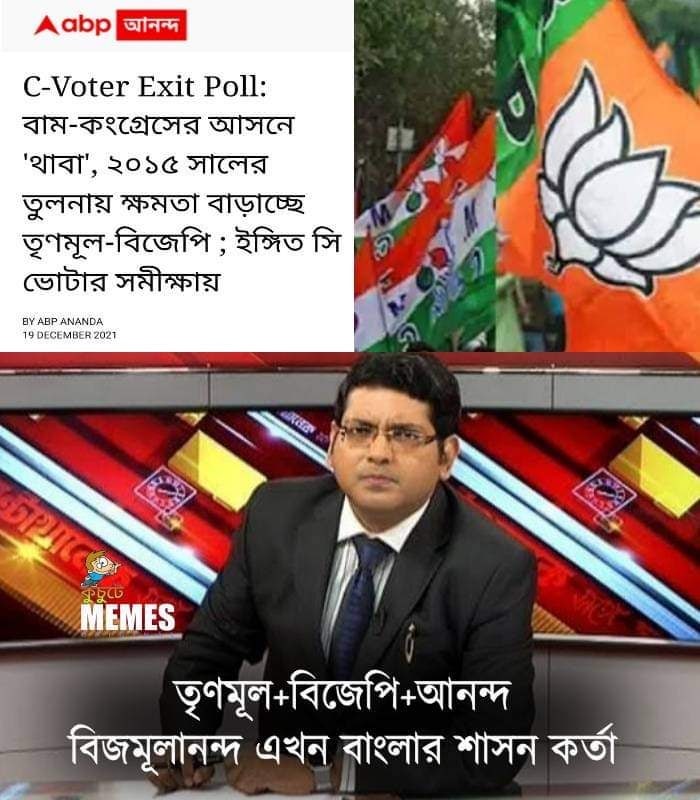 abp আনন্দ
C-Voter Exit Poll:
বাম-কংগ্রেসের আসনে
'থাবা', ২০১৫ সালের
তুলনায় ক্ষমতা বাড়াচ্ছে
তৃণমূল-বিজেপি ; ইঙ্গিত সি
ভোটার সমীক্ষায়
BY ABP ANANDA
19 DECEMBER 2021
কুচুটে
MEMES
তৃণমূল+বিজেপি+আনন্দ
বিজমূলানন্দ এখন বাংলার শাসন কর্তা